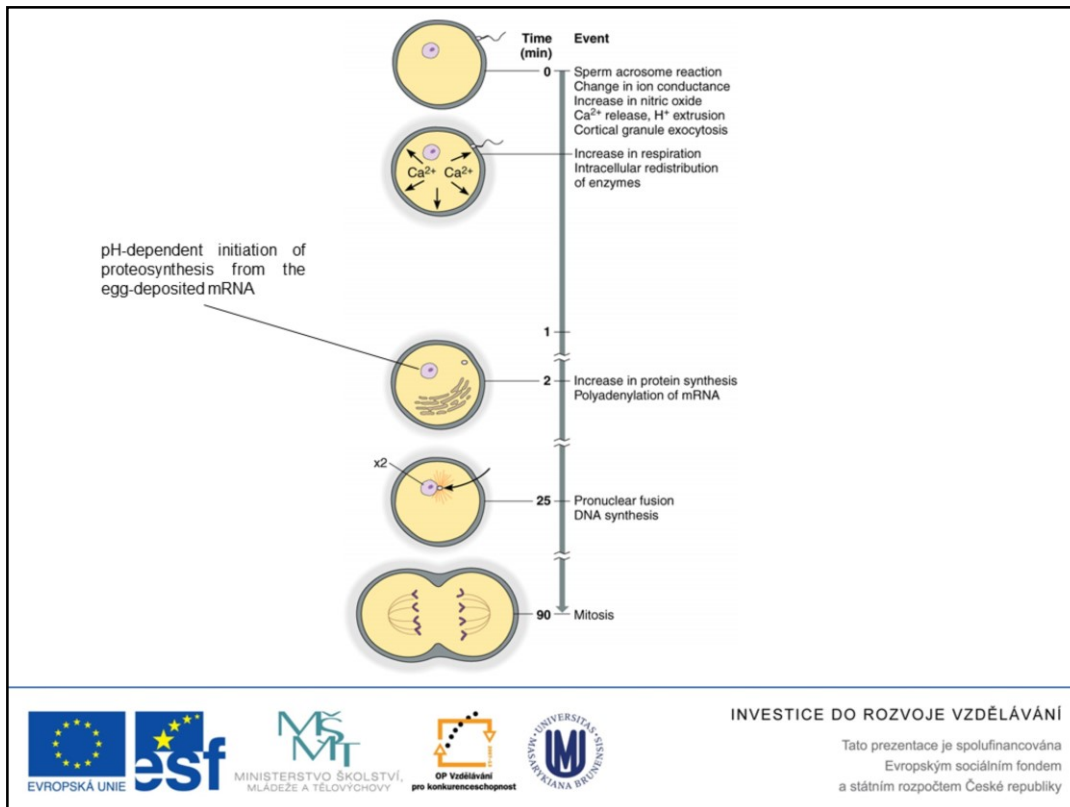 Time
(min)
Event
0
Sperm acrosome reaction
Change in ion conductance
Increase in nitric oxide
Ca²⁺ release, H⁺ extrusion
Cortical granule exocytosis
Ca²⁺ Ca²⁺
Increase in respiration
Intracellular redistribution
of enzymes
pH-dependent initiation of
proteosynthesis from the
egg-deposited mRNA
1
2
Increase in protein synthesis
Polyadenylation of mRNA
x2
25
Pronuclear fusion
DNA synthesis
90
Mitosis
EVROPSKÁ UNIE
esf
MŠMT
MINISTERSTVO ŠKOLSTVÍ,
MLÁDEŽE A TĚLOVÝCHOVY
OP Vzdělávání
pro konkurenceschopnost
UNIVERSITAS
MASARYKIANA BRUNENSIS
INVESTICE DO ROZVOJE VZDĚLÁVÁNÍ
Tato prezentace je spolufinancována
Evropským sociálním fondem
a státním rozpočtem České republiky